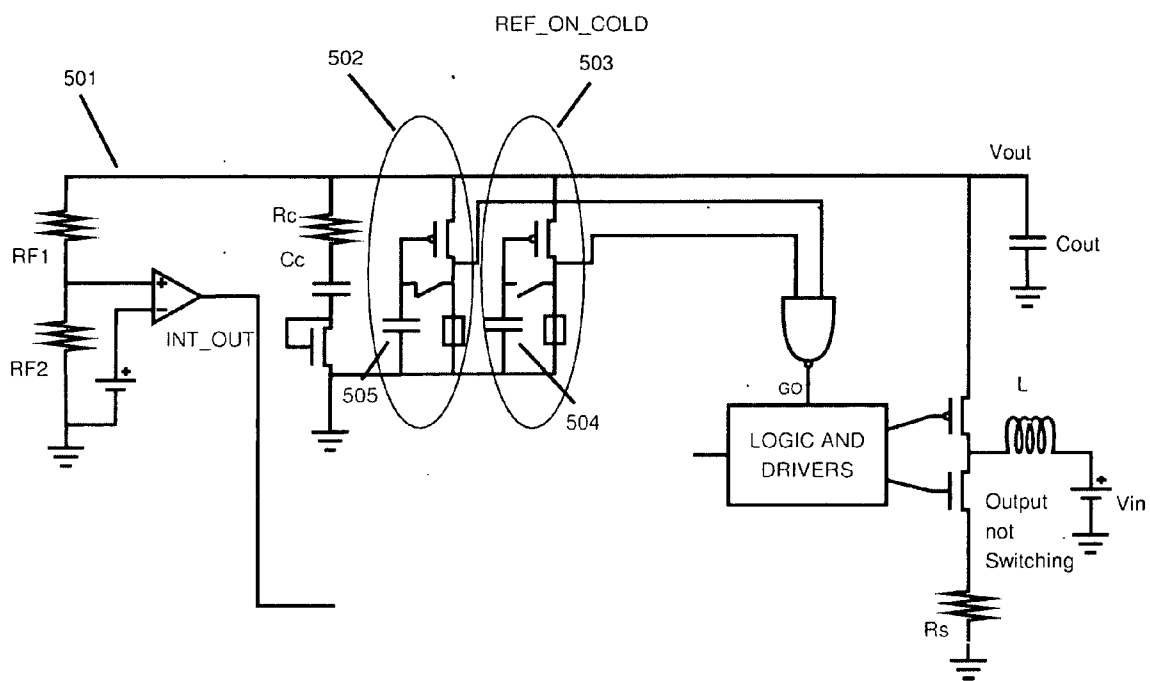 REF_ON_COLD
501
502
503
Vout
Rc
RF1
Cc
Cout
INT_OUT
RF2
505
504
GO
L
LOGIC AND
DRIVERS
Output
not
Switching
Vin
Rs